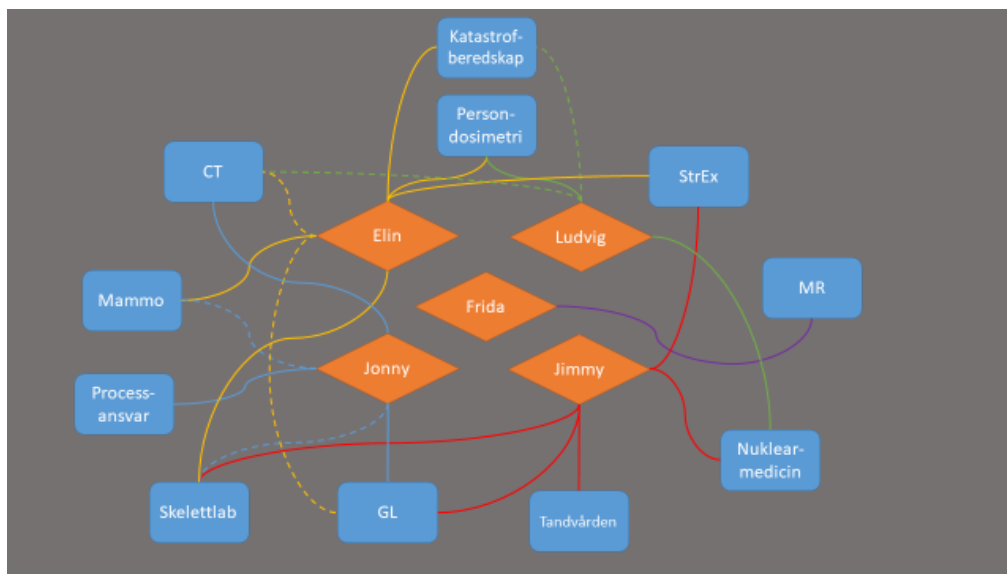 Katastrof-
beredskap
Person-
dosimetri
CT
StrEx
Elin
Ludvig
Mammo
Frida
MR
Jonny
Jimmy
Process-
ansvar
Nuklear-
medicin
Skelettlab
GL
Tandvården